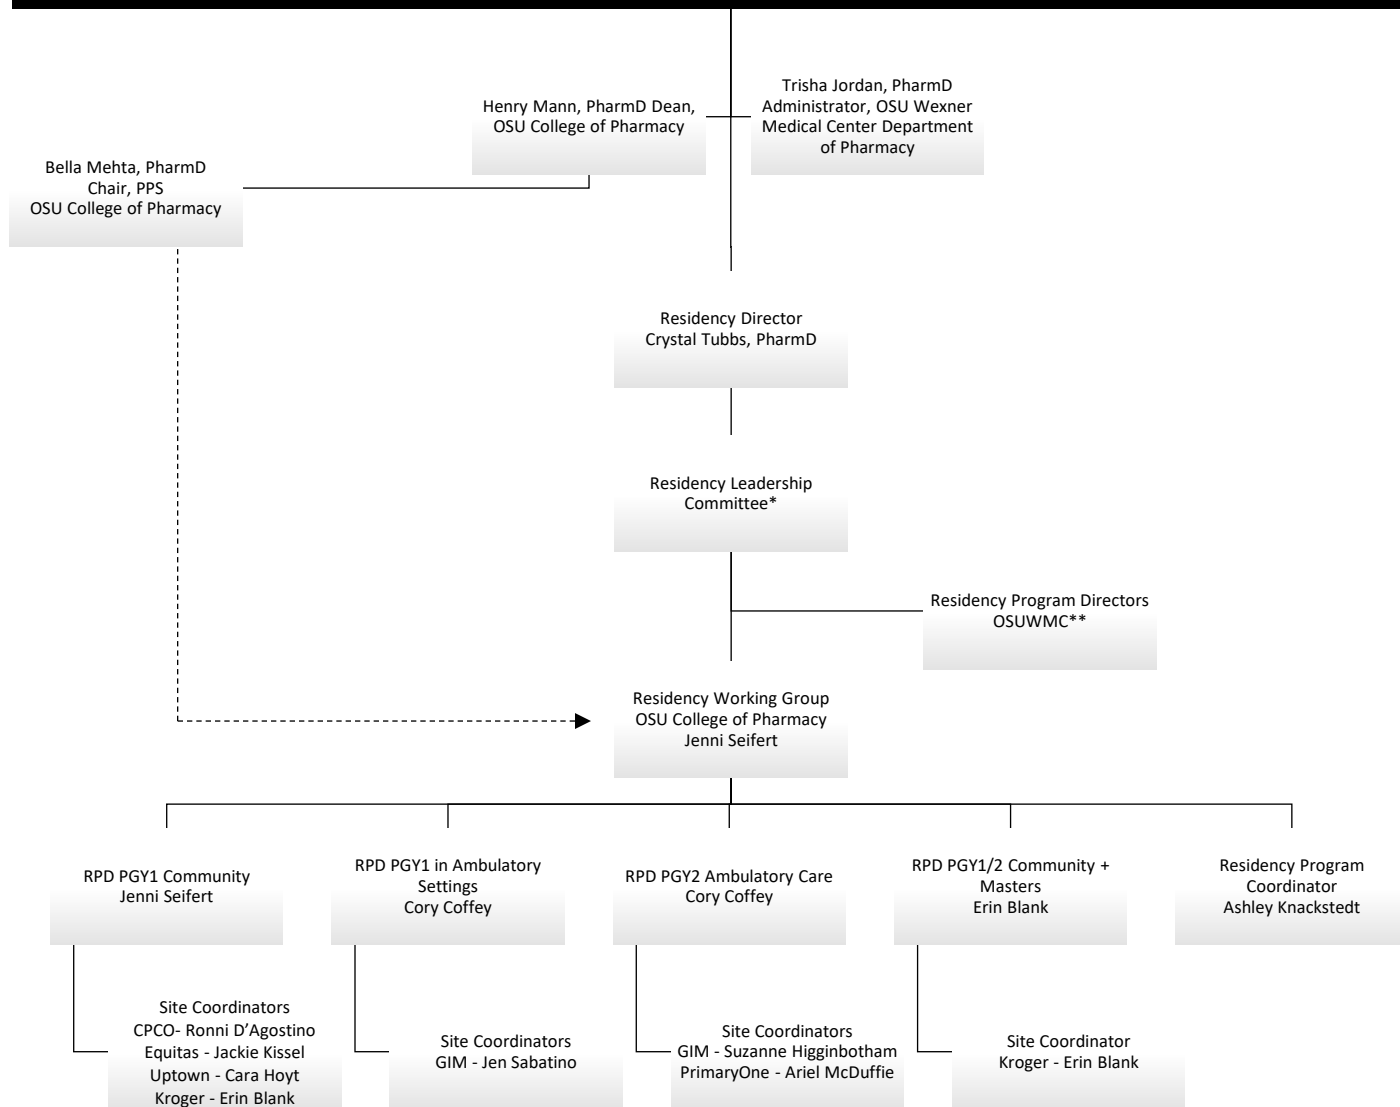 Henry Mann, PharmD Dean,
OSU College of Pharmacy
Trisha Jordan, PharmD
Administrator, OSU Wexner
Medical Center Department
of Pharmacy
Bella Mehta, PharmD
Chair, PPS
OSU College of Pharmacy
Residency Director
Crystal Tubbs, PharmD
Residency Leadership
Committee*
Residency Program Directors
OSUWMC**
Residency Working Group
OSU College of Pharmacy
Jenni Seifert
RPD PGY1 Community
Jenni Seifert
RPD PGY1 in Ambulatory
Settings
Cory Coffey
RPD PGY2 Ambulatory Care
Cory Coffey
RPD PGY1/2 Community +
Masters
Erin Blank
Residency Program
Coordinator
Ashley Knackstedt
Site Coordinators
CPCO- Ronni D’Agostino
Equitas - Jackie Kissel
Uptown - Cara Hoyt
Kroger - Erin Blank
Site Coordinators
GIM - Jen Sabatino
Site Coordinators
GIM - Suzanne Higginbotham
PrimaryOne - Ariel McDuffie
Site Coordinator
Kroger - Erin Blank